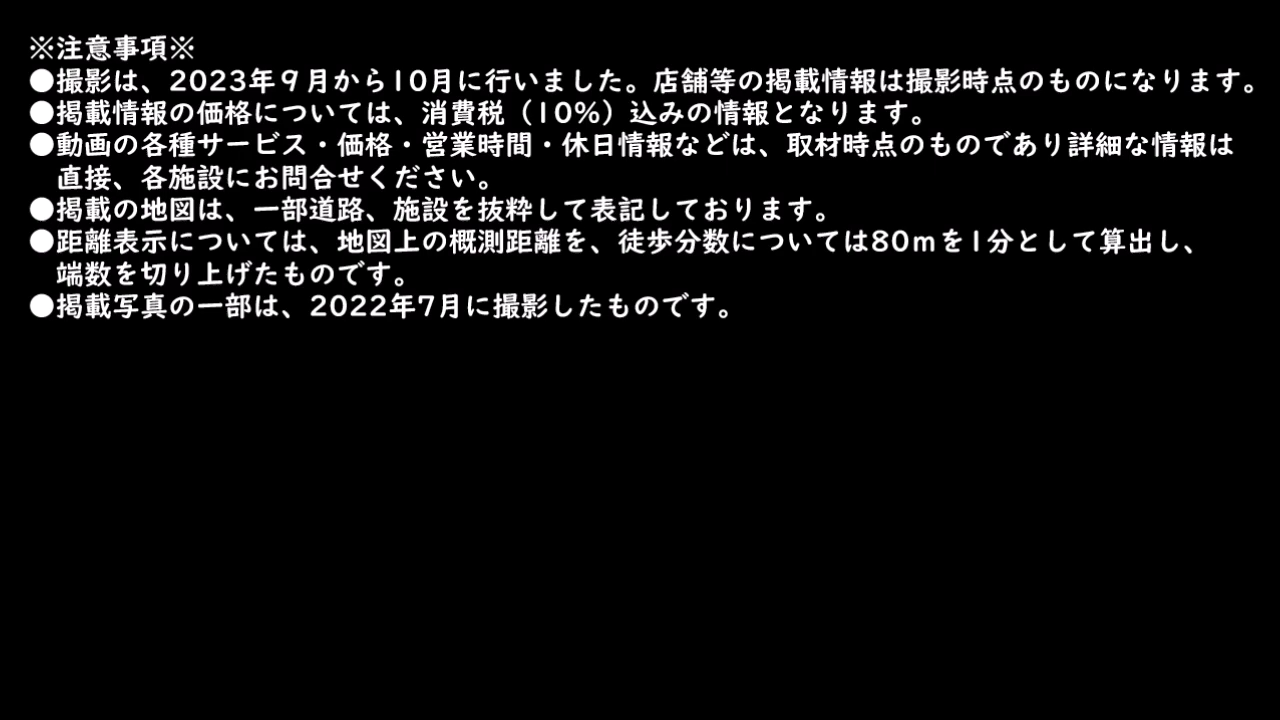 ※注意事項※
●撮影は、2023年９月から10月に行いました。店舗等の掲載情報は撮影時点のものになります。
●掲載情報の価格については、消費税（10%）込みの情報となります。
●動画の各種サービス・価格・営業時間・休日情報などは、取材時点のものであり詳細な情報は
　直接、各施設にお問合せください。
●掲載の地図は、一部道路、施設を抜粋して表記しております。
●距離表示については、地図上の概測距離を、徒歩分数については80ｍを1分として算出し、
　端数を切り上げたものです。
●掲載写真の一部は、2022年7月に撮影したものです。